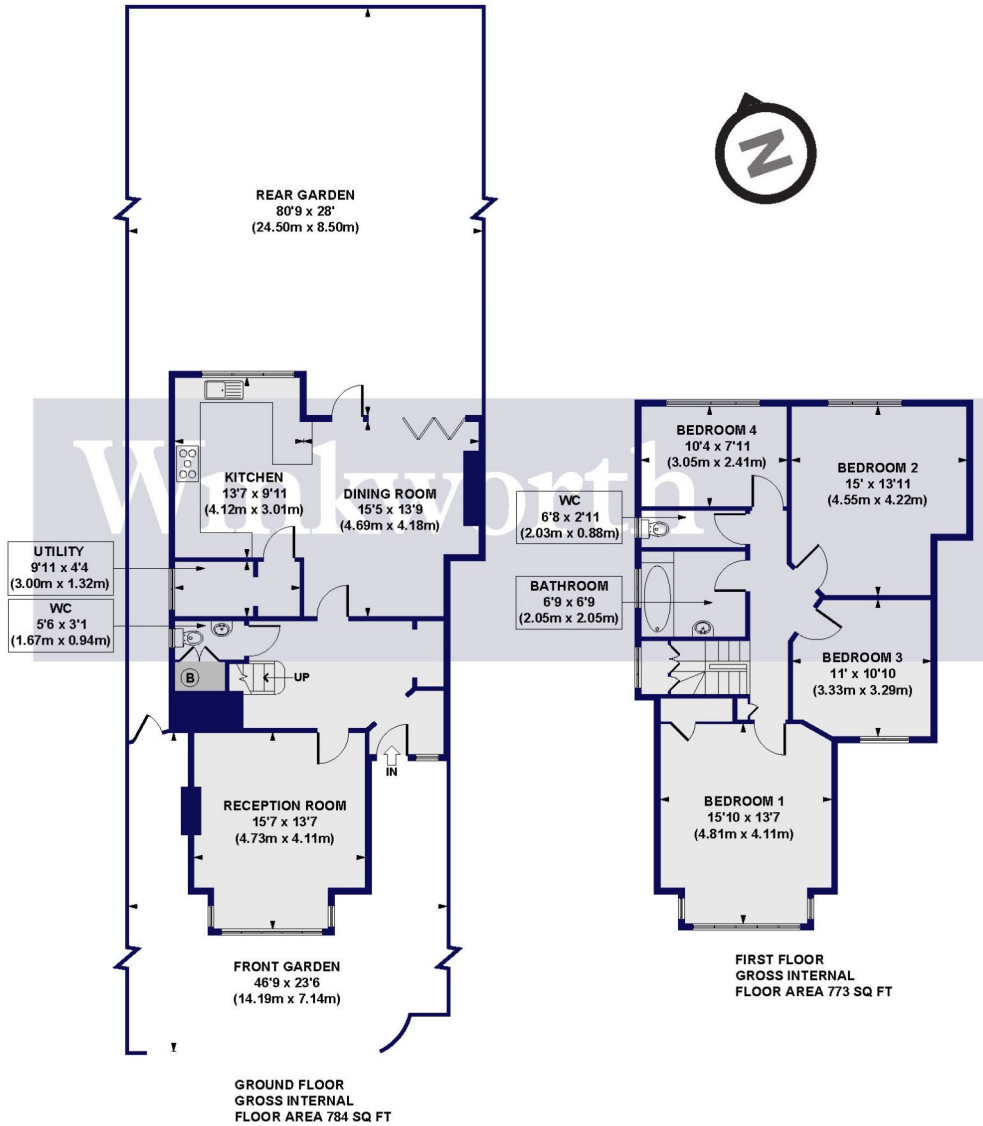 N
REAR GARDEN
80'9 x 28'
(24.50m x 8.50m)
Winkworth
KITCHEN
13'7 x 9'11
(4.12m x 3.01m)
DINING ROOM
15'5 x 13'9
(4.69m x 4.18m)
UTILITY
9'11 x 4'4
(3.00m x 1.32m)
WC
5'6 x 3'1
(1.67m x 0.94m)
B
UP
IN
RECEPTION ROOM
15'7 x 13'7
(4.73m x 4.11m)
FRONT GARDEN
46'9 x 23'6
(14.19m x 7.14m)
GROUND FLOOR
GROSS INTERNAL
FLOOR AREA 784 SQ FT
BEDROOM 4
10'4 x 7'11
(3.05m x 2.41m)
BEDROOM 2
15' x 13'11
(4.55m x 4.22m)
WC
6'8 x 2'11
(2.03m x 0.88m)
BATHROOM
6'9 x 6'9
(2.05m x 2.05m)
BEDROOM 3
11' x 10'10
(3.33m x 3.29m)
BEDROOM 1
15'10 x 13'7
(4.81m x 4.11m)
FIRST FLOOR
GROSS INTERNAL
FLOOR AREA 773 SQ FT